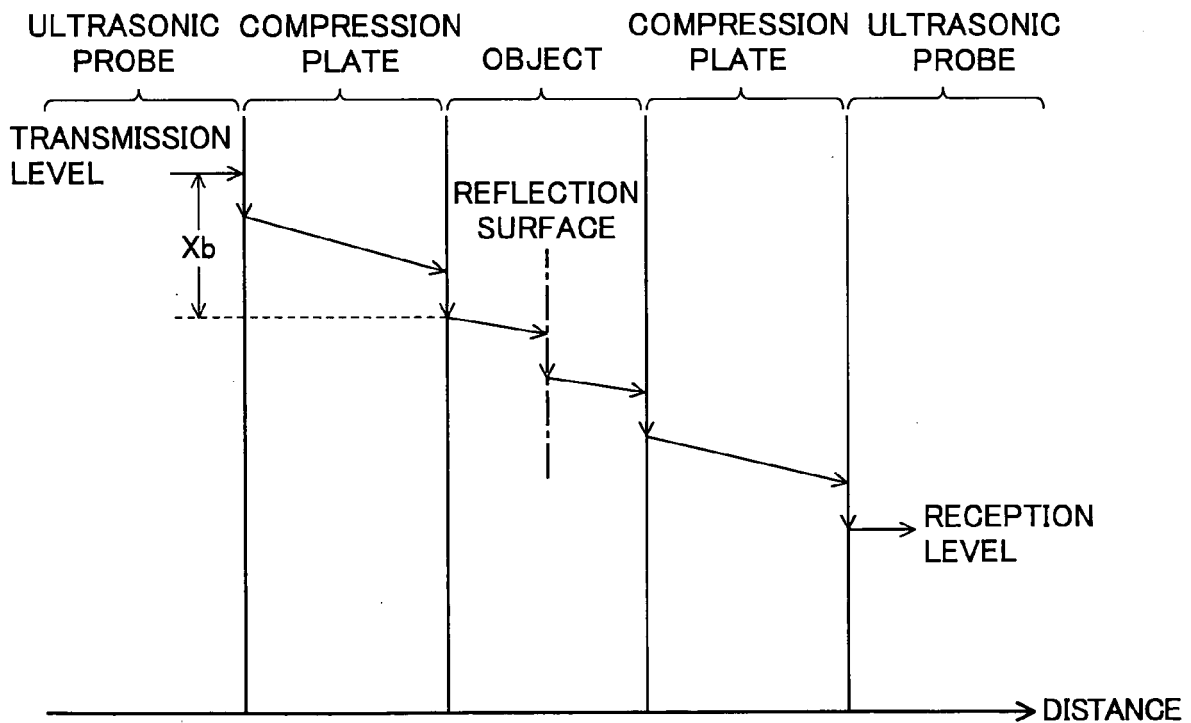 ULTRASONIC
PROBE
COMPRESSION
PLATE
OBJECT
COMPRESSION
PLATE
ULTRASONIC
PROBE
TRANSMISSION
LEVEL
Xb
REFLECTION
SURFACE
RECEPTION
LEVEL
DISTANCE